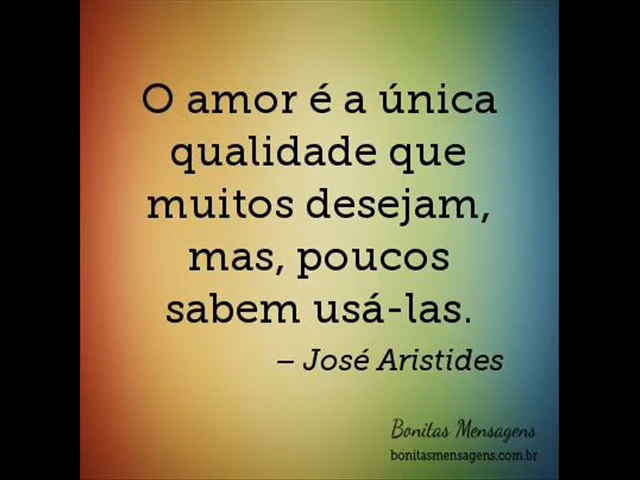 O amor é a única
qualidade que
muitos desejam,
mas, poucos
sabem usá-las.
– José Aristides
Bonitas Mensagens
bonitasmensagens.com.br